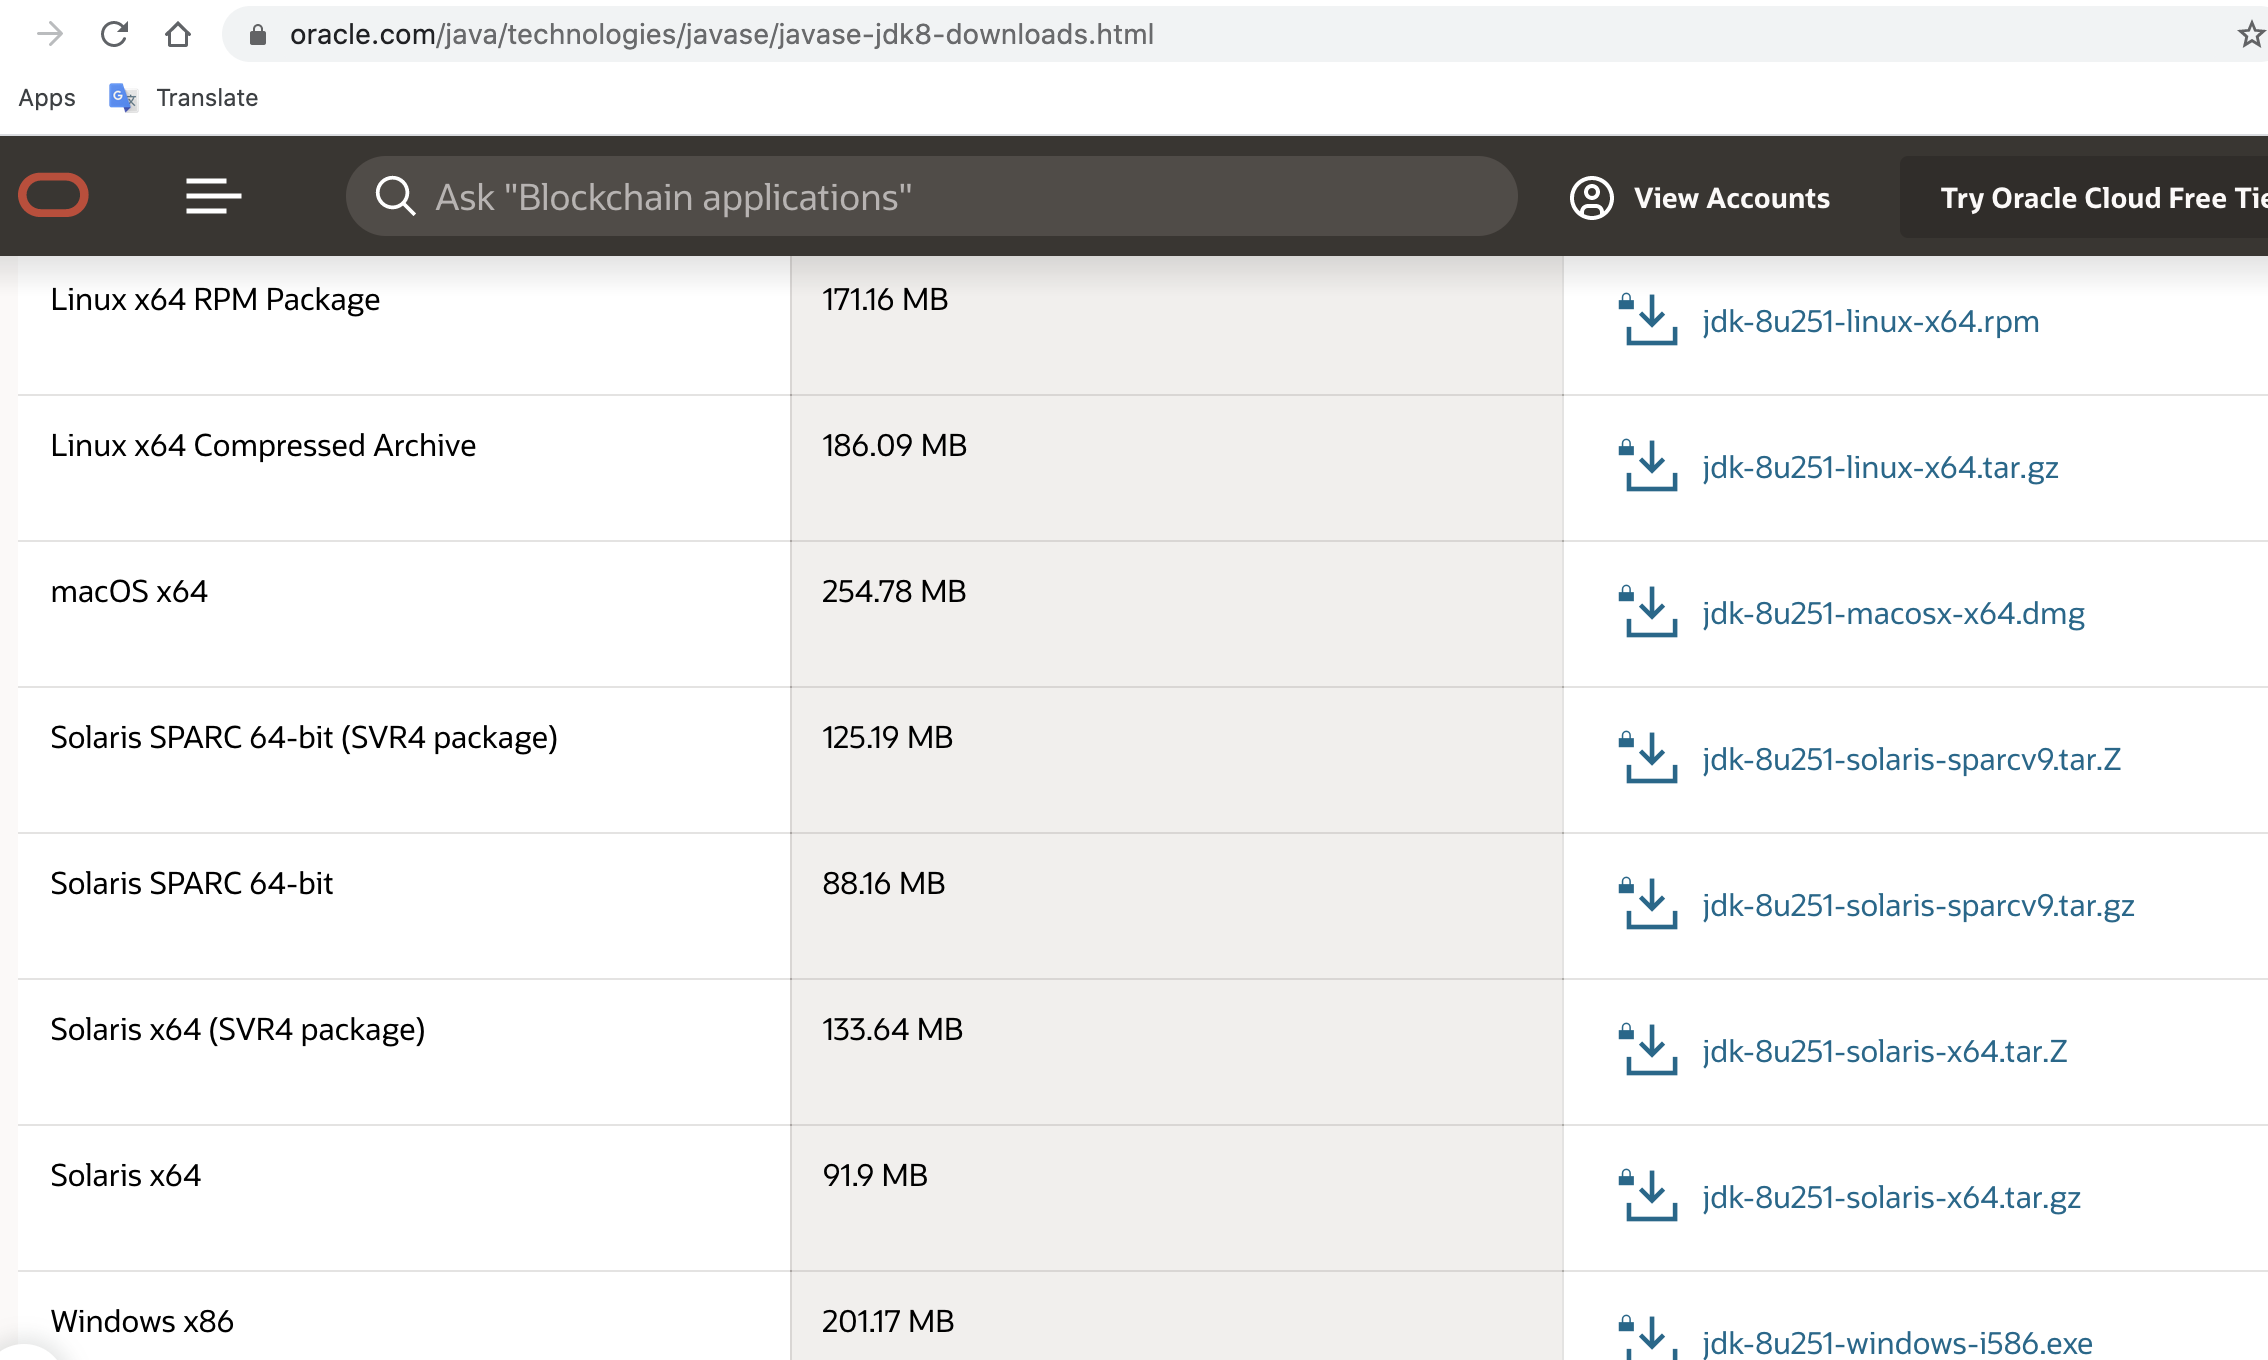 oracle.com/java/technologies/javase/javase-jdk8-downloads.html
Apps Translate
Ask "Blockchain applications" View Accounts Try Oracle Cloud Free
Linux x64 RPM Package 171.16 MB jdk-8u251-linux-x64.rpm
Linux x64 Compressed Archive 186.09 MB jdk-8u251-linux-x64.tar.gz
macOS x64 254.78 MB jdk-8u251-macosx-x64.dmg
Solaris SPARC 64-bit (SVR4 package) 125.19 MB jdk-8u251-solaris-sparcv9.tar.Z
Solaris SPARC 64-bit 88.16 MB jdk-8u251-solaris-sparcv9.tar.gz
Solaris x64 (SVR4 package) 133.64 MB jdk-8u251-solaris-x64.tar.Z
Solaris x64 91.9 MB jdk-8u251-solaris-x64.tar.gz
Windows x86 201.17 MB jdk-8u251-windows-i586.exe